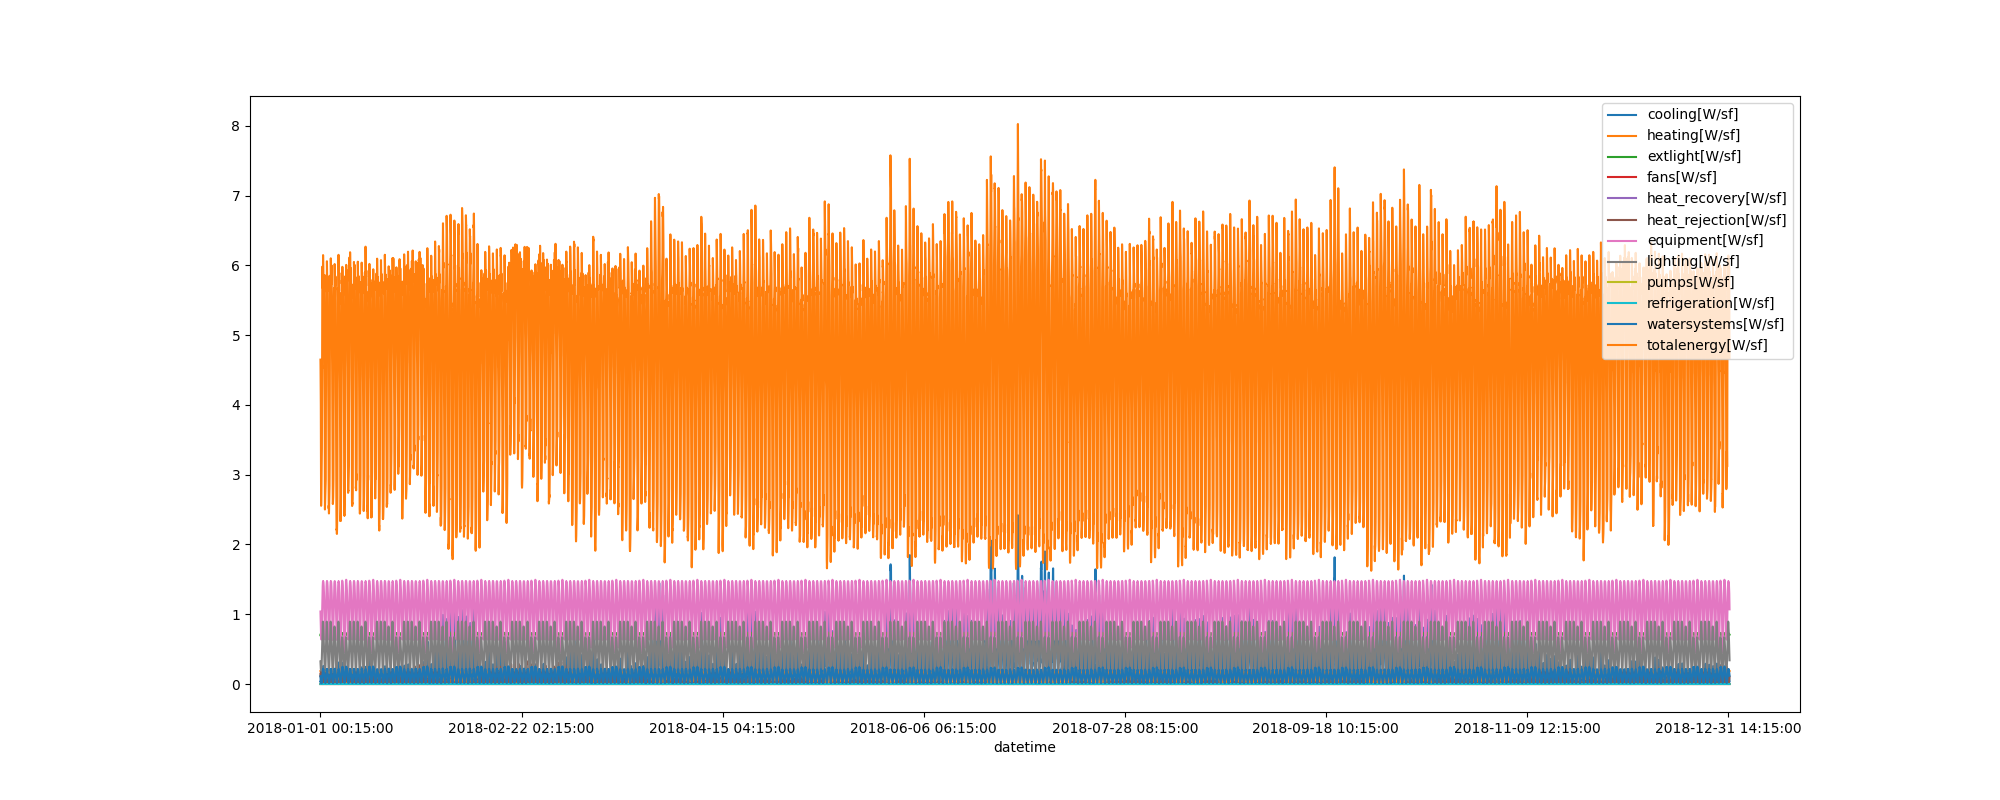 8
7
6
5
4
3
2
1
0
cooling[W/sf]
heating[W/sf]
extlight[W/sf]
fans[W/sf]
heat_recovery[W/sf]
heat_rejection[W/sf]
equipment[W/sf]
lighting[W/sf]
pumps[W/sf]
refrigeration[W/sf]
watersystems[W/sf]
totalenergy[W/sf]
2018-01-01 00:15:00 2018-02-22 02:15:00 2018-04-15 04:15:00 2018-06-06 06:15:00 2018-07-28 08:15:00 2018-09-18 10:15:00 2018-11-09 12:15:00 2018-12-31 14:15:00
datetime